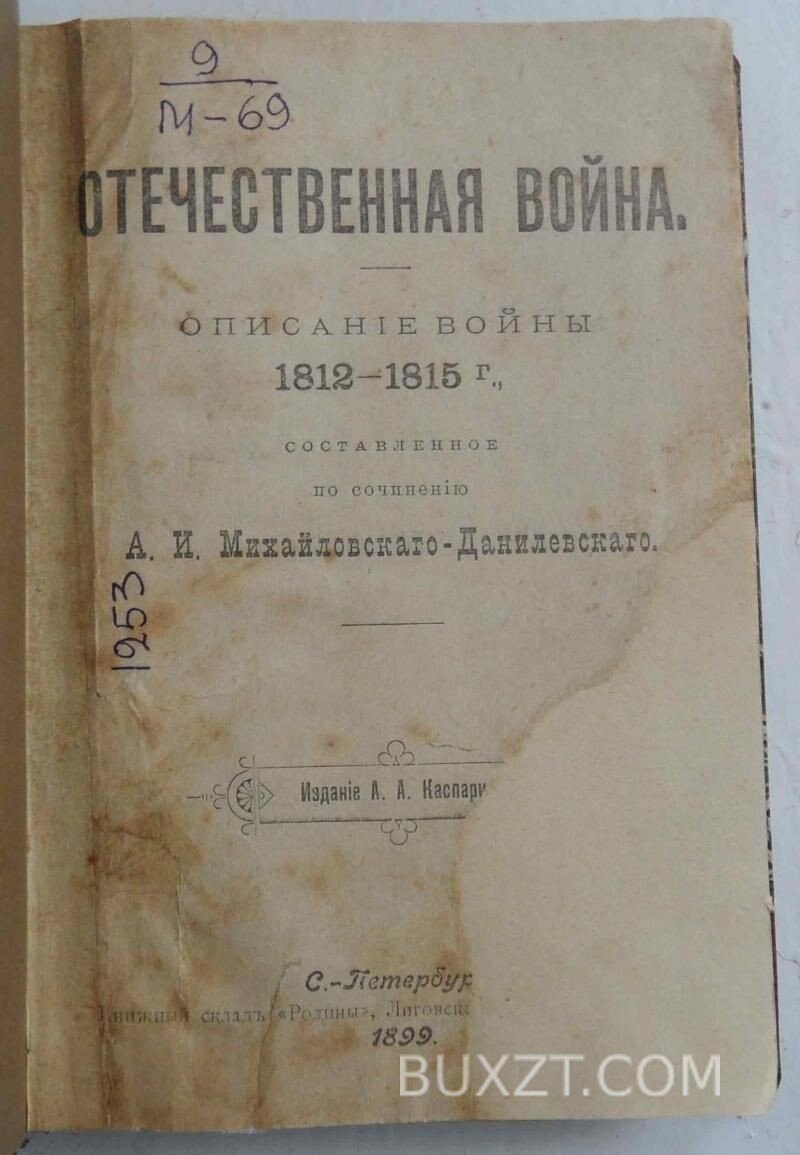 9
М-69
ОТЕЧЕСТВЕННАЯ ВОЙНА.
ОПИСАНІЕ ВОЙНЫ
1812–1815 г.,
СОСТАВЛЕННОЕ
по сочиненію
А. И. Михайловскаго-Данилевскаго.
1253
Изданіе А. А. Каспари
С.-Петербур
Книжный складъ «Родины», Лиговск
1899.
BUXZT.COM